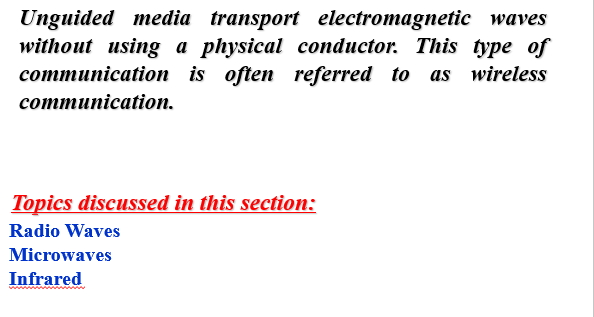 Unguided media transport electromagnetic waves
without using a physical conductor. This type of
communication is often referred to as wireless
communication.
Topics discussed in this section:
Radio Waves
Microwaves
Infrared